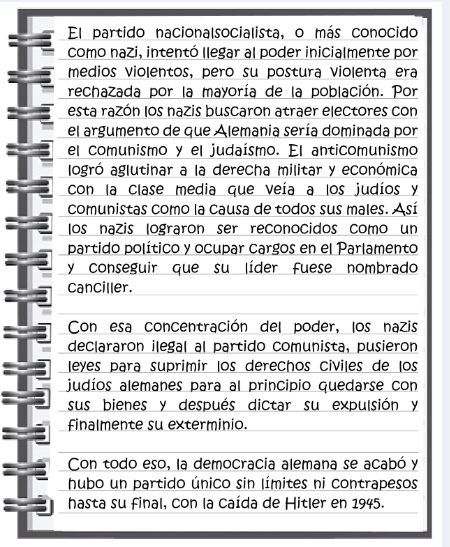 El partido nacionalsocialista, o más conocido
como nazi, intentó llegar al poder inicialmente por
medios violentos, pero su postura violenta era
rechazada por la mayoría de la población. Por
esta razón los nazis buscaron atraer electores con
el argumento de que Alemania sería dominada por
el comunismo y el judaísmo. El anticomunismo
logró aglutinar a la derecha militar y económica
con la clase media que veía a los judíos y
comunistas como la causa de todos sus males. Así
los nazis lograron ser reconocidos como un
partido político y ocupar cargos en el Parlamento
y conseguir que su líder fuese nombrado
canciller.
Con esa concentración del poder, los nazis
declararon ilegal al partido comunista, pusieron
leyes para suprimir los derechos civiles de los
judíos alemanes para al principio quedarse con
sus bienes y después dictar su expulsión y
finalmente su exterminio.
Con todo eso, la democracia alemana se acabó y
hubo un partido único sin límites ni contrapesos
hasta su final, con la caída de Hitler en 1945.